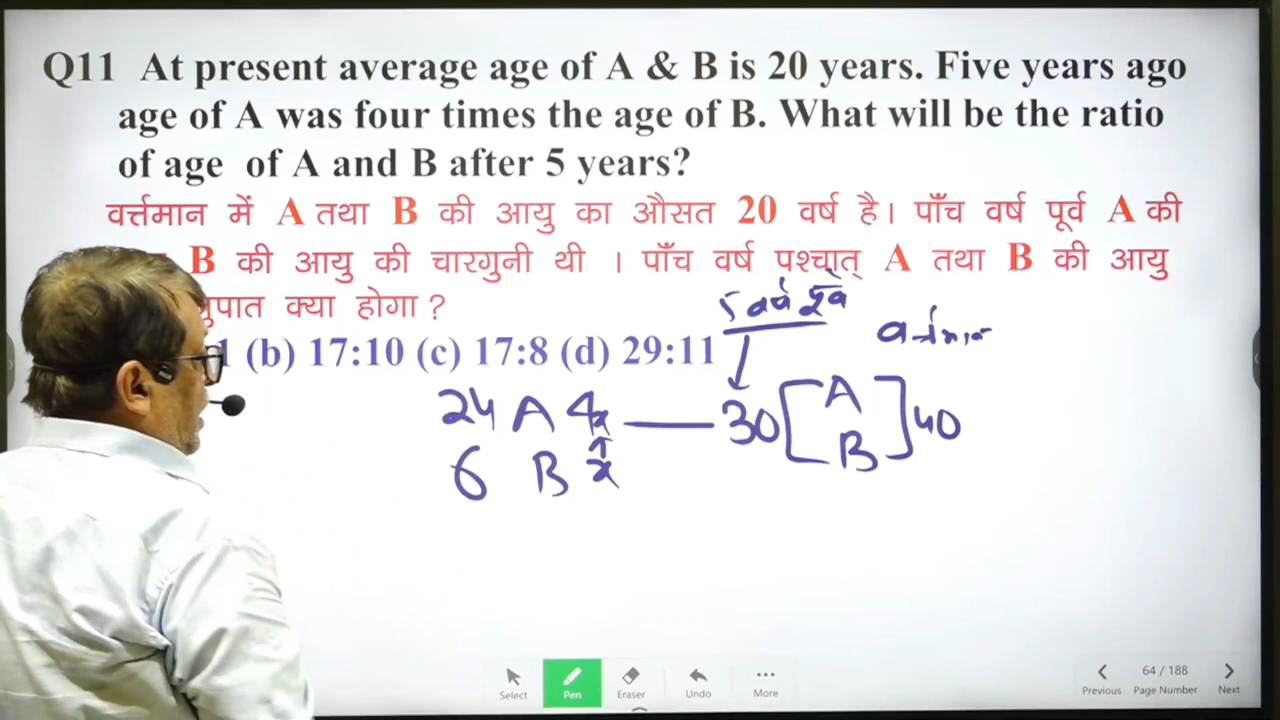 Q11 At present average age of A & B is 20 years. Five years ago
age of A was four times the age of B. What will be the ratio
of age of A and B after 5 years?
वर्त्तमान में A तथा B की आयु का औसत 20 वर्ष है। पाँच वर्ष पूर्व A की
B की आयु की चारगुनी थी । पाँच वर्ष पश्चात् A तथा B की आयु
क्या होगा ?
1 (b) 17:10 (c) 17:8 (d) 29:11
5 वर्ष पूर्व
वर्तमान
24 A 4x 30 A 40
6 B x B
Select Pen Eraser Undo More
Previous 64 / 188 Page Number Next